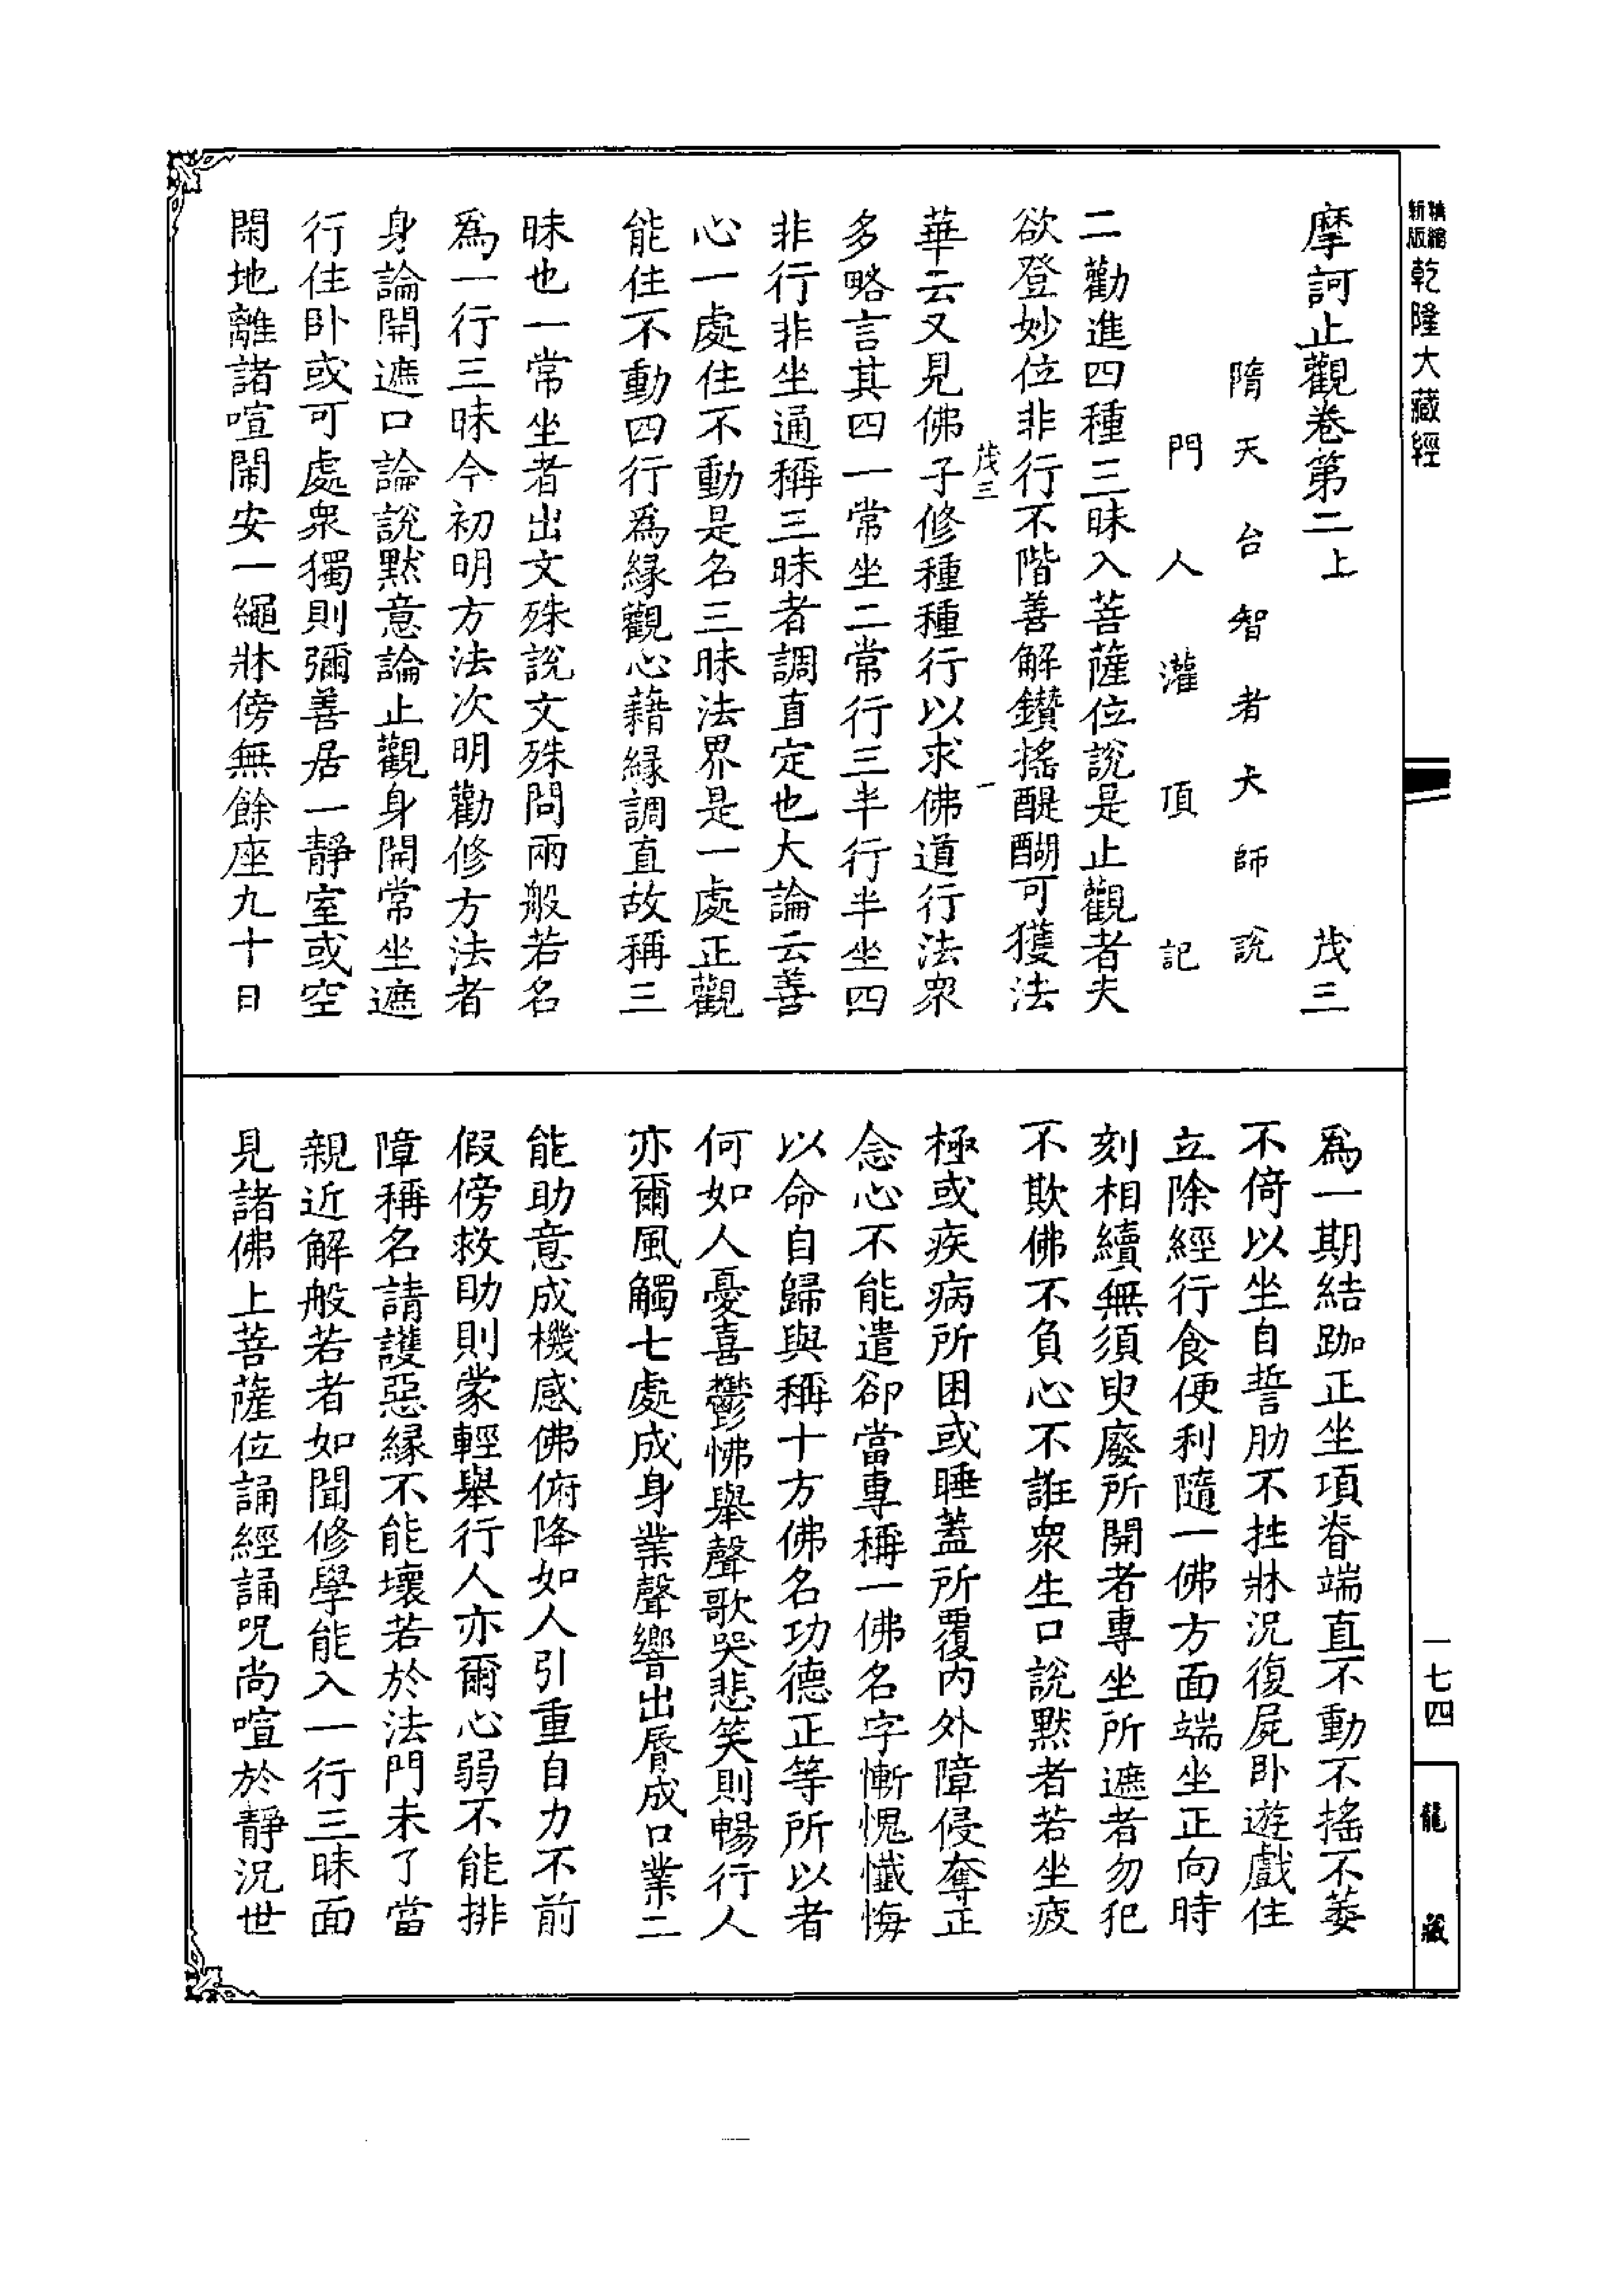 精縮新版乾隆大藏經
摩訶止觀卷第二上　茂三
隋天台智者大師說
門人灌頂記
二勸進四種三昧入菩薩位說是止觀者夫
欲登妙位非行不階善解鑽搖醍醐可獲法
茂三　一
華云又見佛子修種種行以求佛道行法衆
多略言其四一常坐二常行三半行半坐四
非行非坐通稱三昧者調直定也大論云善
心一處住不動是名三昧法界是一處正觀
能住不動四行爲縁觀心藉縁調直故稱三
昧也一常坐者出文殊說文殊問兩般若名
爲一行三昧今初明方法次明勸修方法者
身論開遮口論說默意論止觀身開常坐遮
行住卧或可處衆獨則彌善居一靜室或空
閑地離諸喧鬧安一繩牀傍無餘座九十日
爲一期結跏正坐項脊端直不動不搖不萎
不倚以坐自誓肋不拄牀況復屍卧遊戲住
立除經行食便利隨一佛方面端坐正向時
刻相續無須臾廢所開者專坐所遮者勿犯
不欺佛不負心不誑衆生口說默者若坐疲
極或疾病所困或睡蓋所覆內外障侵奪正
念心不能遣卻當專稱一佛名字慚愧懺悔
以命自歸與稱十方佛名功德正等所以者
何如人憂喜鬱怫舉聲歌哭悲笑則暢行人
亦爾風觸七處成身業聲響出脣成口業二
能助意成機感佛俯降如人引重自力不前
假傍救助則蒙輕舉行人亦爾心弱不能排
障稱名請護惡縁不能壞若於法門未了當
親近解般若者如聞修學能入一行三昧面
見諸佛上菩薩位誦經誦呪尚喧於靜況世
一七四
龍藏